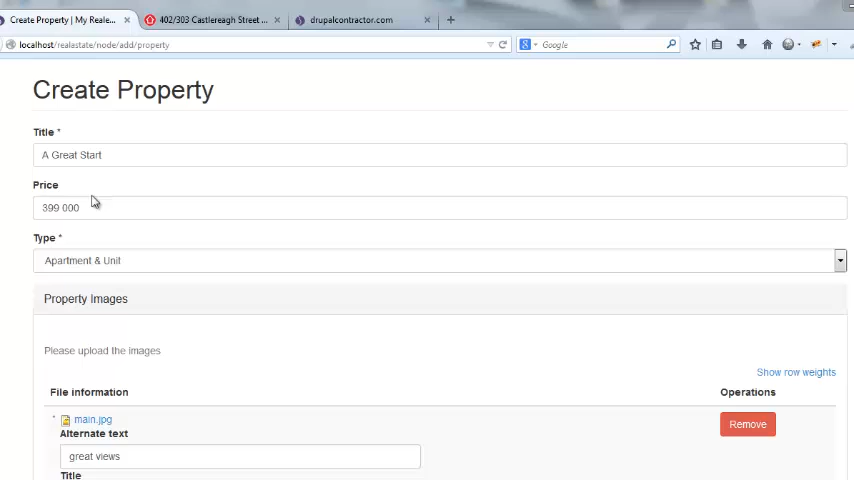 Create Property | My Reale...
402/303 Castlereagh Street ...
drupalcontractor.com
localhost/realastate/node/add/property
Google
Create Property
Title *
A Great Start
Price
399 000
Type *
Apartment & Unit
Property Images
Please upload the images
Show row weights
File information
Operations
main.jpg
Remove
Alternate text
great views
Title